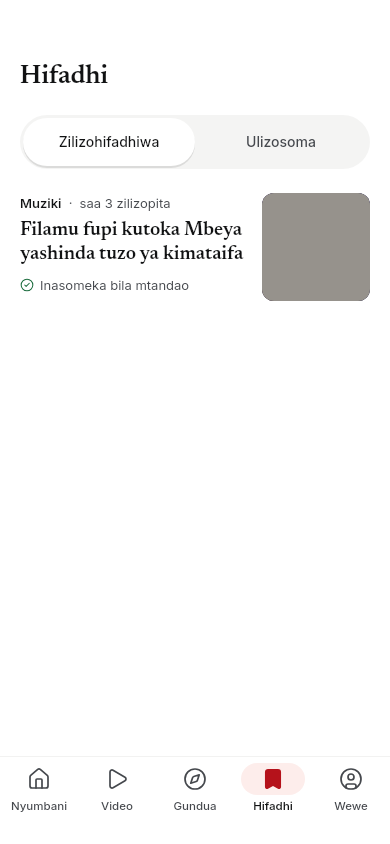 Hifadhi
Zilizohifadhiwa
Ulizosoma
Muziki · saa 3 zilizopita
Filamu fupi kutoka Mbeya
yashinda tuzo ya kimataifa
Inasomeka bila mtandao
Nyumbani
Video
Gundua
Hifadhi
Wewe